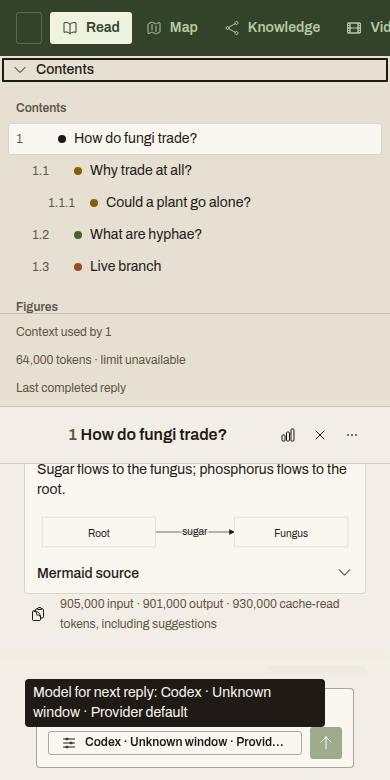 Read
Map
Knowledge
Vid
Contents
Contents
1 How do fungi trade?
1.1 Why trade at all?
1.1.1 Could a plant go alone?
1.2 What are hyphae?
1.3 Live branch
Figures
Context used by 1
64,000 tokens · limit unavailable
Last completed reply
1 How do fungi trade?
Sugar flows to the fungus; phosphorus flows to the
root.
Root
sugar
Fungus
Mermaid source
905,000 input · 901,000 output · 930,000 cache-read
tokens, including suggestions
Model for next reply: Codex · Unknown
window · Provider default
Codex · Unknown window · Provid...